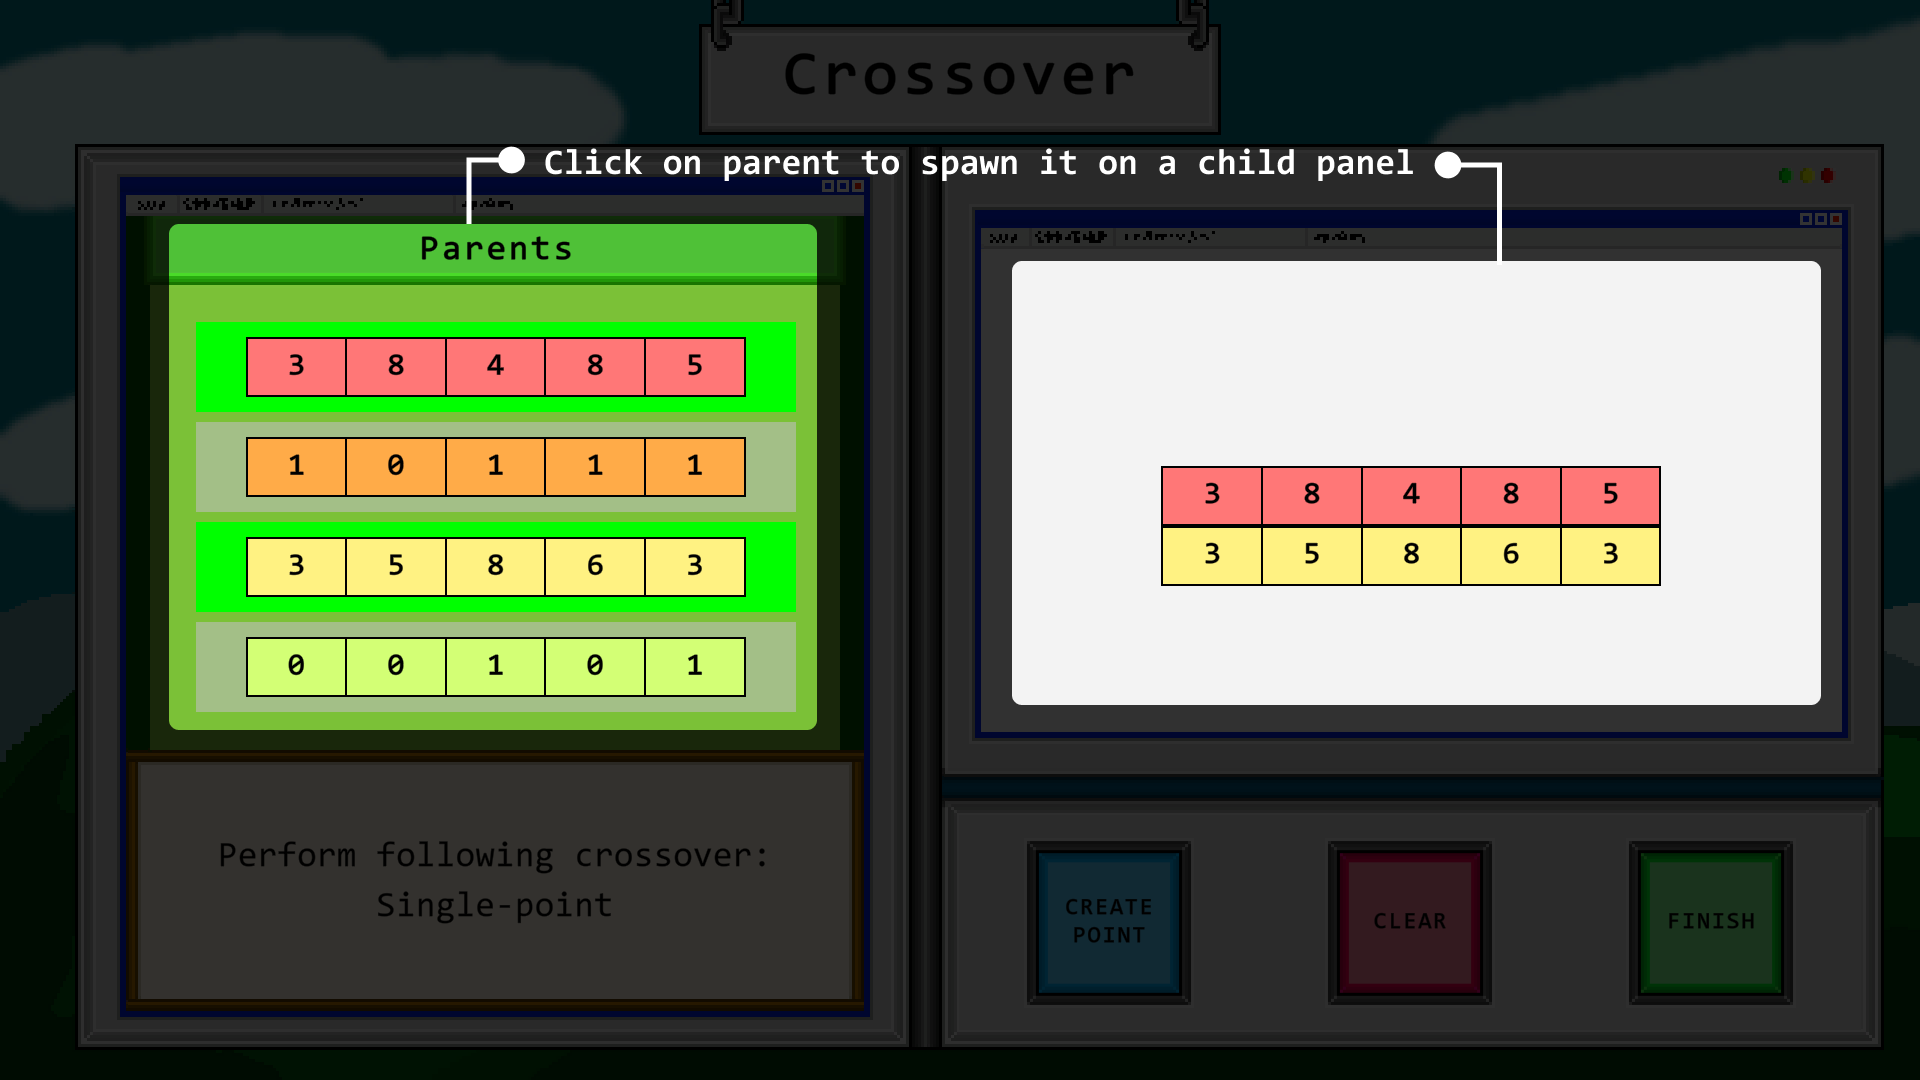 Crossover
Click on parent to spawn it on a child panel
Parents
3 8 4 8 5
1 0 1 1 1
3 5 8 6 3
0 0 1 0 1
3 8 4 8 5
3 5 8 6 3
Perform following crossover:
Single-point
CREATE
POINT
CLEAR
FINISH